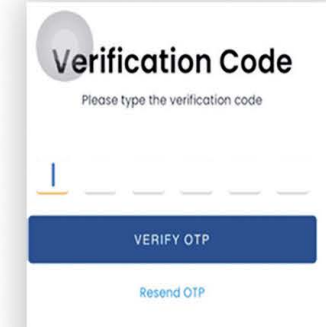 Verification Code
Please type the verification code
VERIFY OTP
Resend OTP